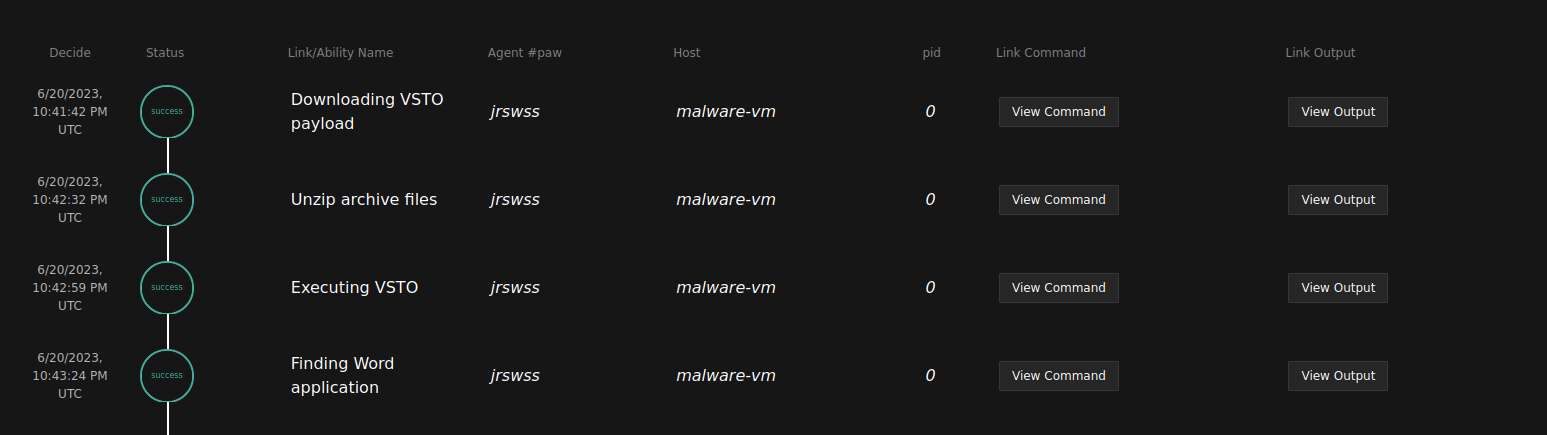 Decide Status Link/Ability Name Agent #paw Host pid Link Command Link Output
6/20/2023,
10:41:42 PM
UTC
success
Downloading VSTO
payload
jrswss
malware-vm
0
View Command
View Output
6/20/2023,
10:42:32 PM
UTC
success
Unzip archive files
jrswss
malware-vm
0
View Command
View Output
6/20/2023,
10:42:59 PM
UTC
success
Executing VSTO
jrswss
malware-vm
0
View Command
View Output
6/20/2023,
10:43:24 PM
UTC
success
Finding Word
application
jrswss
malware-vm
0
View Command
View Output